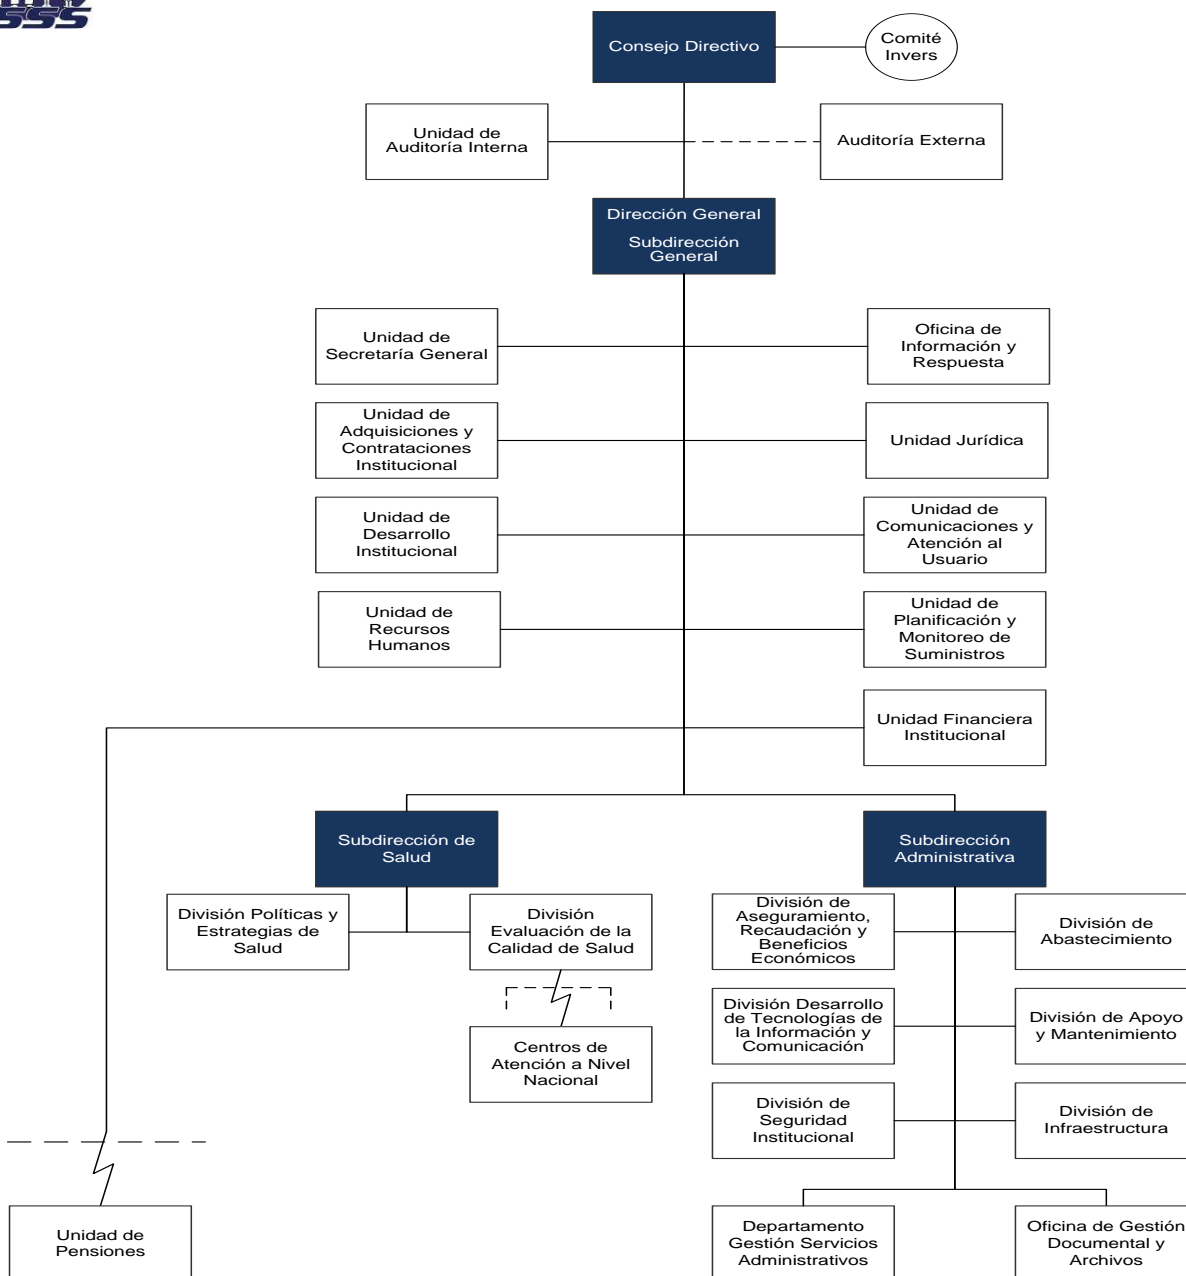 Consejo Directivo
Comité
Invers
Unidad de
Auditoría Interna
Auditoría Externa
Dirección General
Subdirección
General
Unidad de
Secretaría General
Oficina de
Información y
Respuesta
Unidad de
Adquisiciones y
Contrataciones
Institucional
Unidad Jurídica
Unidad de
Desarrollo
Institucional
Unidad de
Comunicaciones y
Atención al
Usuario
Unidad de
Recursos
Humanos
Unidad de
Planificación y
Monitoreo de
Suministros
Unidad Financiera
Institucional
Subdirección de
Salud
Subdirección
Administrativa
División Políticas y
Estrategias de
Salud
División
Evaluación de la
Calidad de Salud
División de
Aseguramiento,
Recaudación y
Beneficios
Económicos
División de
Abastecimiento
Centros de
Atención a Nivel
Nacional
División Desarrollo
de Tecnologías de
la Información y
Comunicación
División de Apoyo
y Mantenimiento
División de
Seguridad
Institucional
División de
Infraestructura
Unidad de
Pensiones
Departamento
Gestión Servicios
Administrativos
Oficina de Gestión
Documental y
Archivos